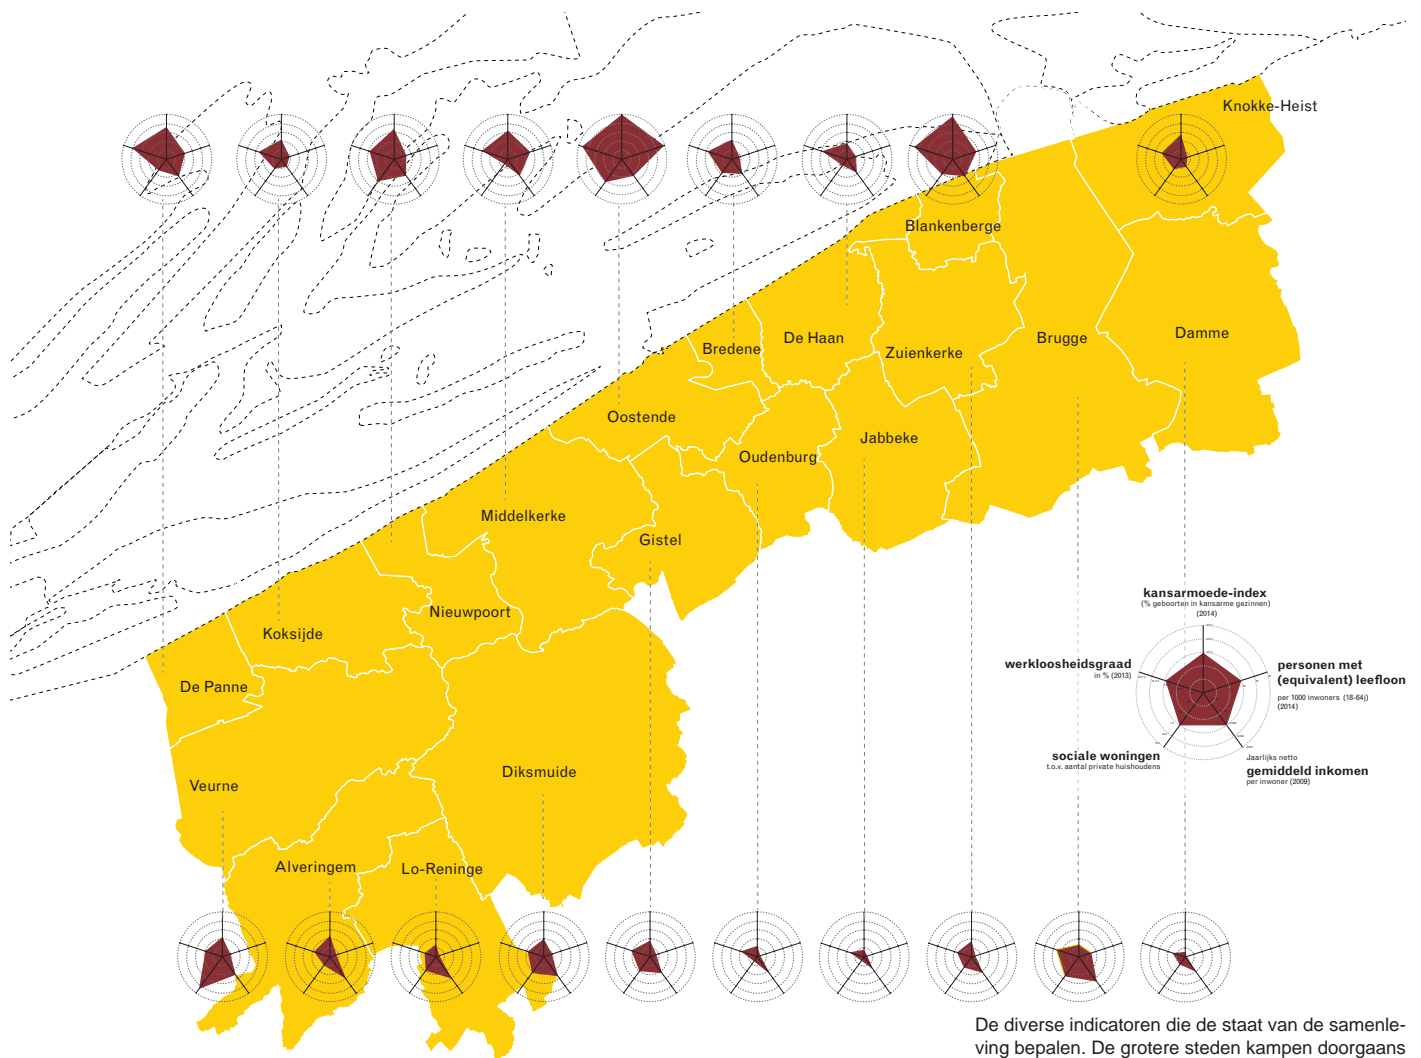 Knokke-Heist
Blankenberge
De Haan
Bredene
Zuienkerke
Brugge
Damme
Oostende
Jabbeke
Oudenburg
Middelkerke
Gistel
Nieuwpoort
Koksijde
De Panne
Diksmuide
Veurne
Alveringem
Lo-Reninge
kansarmoede-index
(% geboorten in kansarme gezinnen)
(2014)
werkloosheidsgraad
in % (2013)
personen met
(equivalent) leefloon
per 1000 inwoners (18-64j)
(2014)
sociale woningen
t.o.v. aantal private huishoudens
Jaarlijks netto
gemiddeld inkomen
per inwoner (2009)
De diverse indicatoren die de staat van de samenle-
ving bepalen. De grotere steden kampen doorgaans